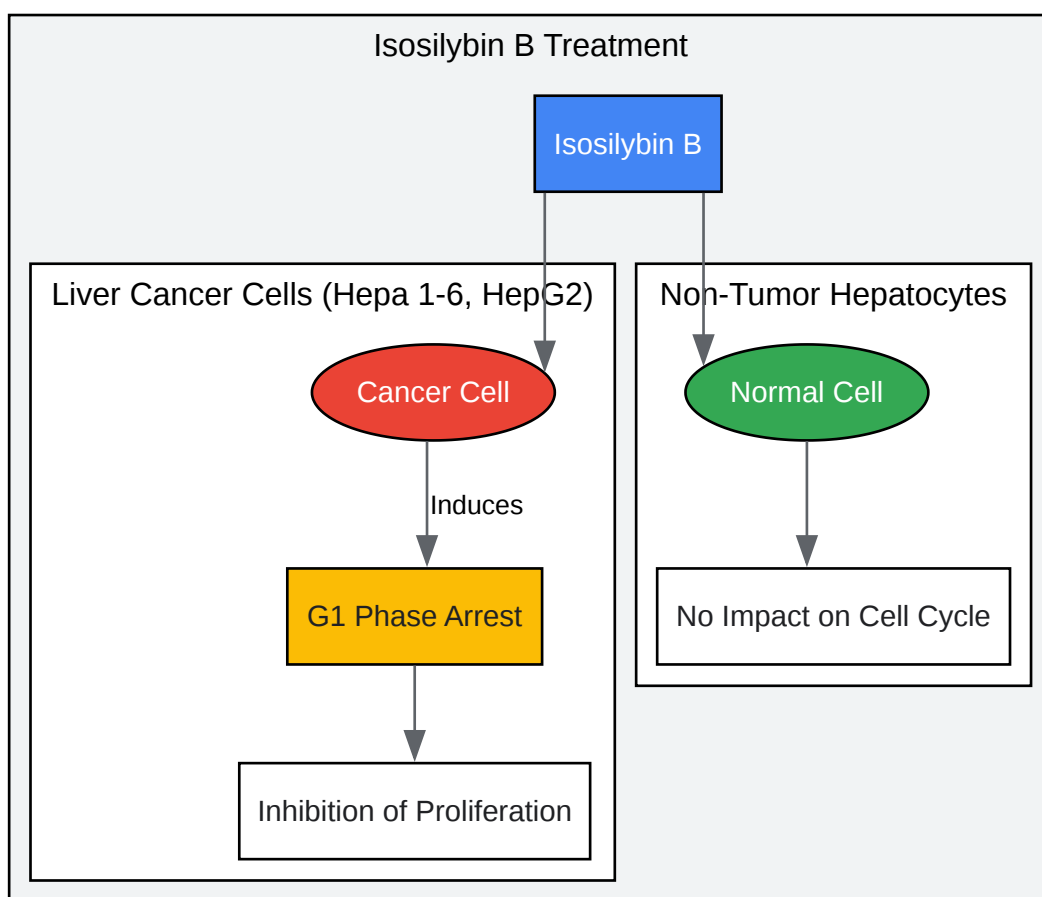 Isosilybin B Treatment
Isosilybin B
Liver Cancer Cells (Hepa 1-6, HepG2)
Non-Tumor Hepatocytes
Cancer Cell
Normal Cell
Induces
G1 Phase Arrest
No Impact on Cell Cycle
Inhibition of Proliferation